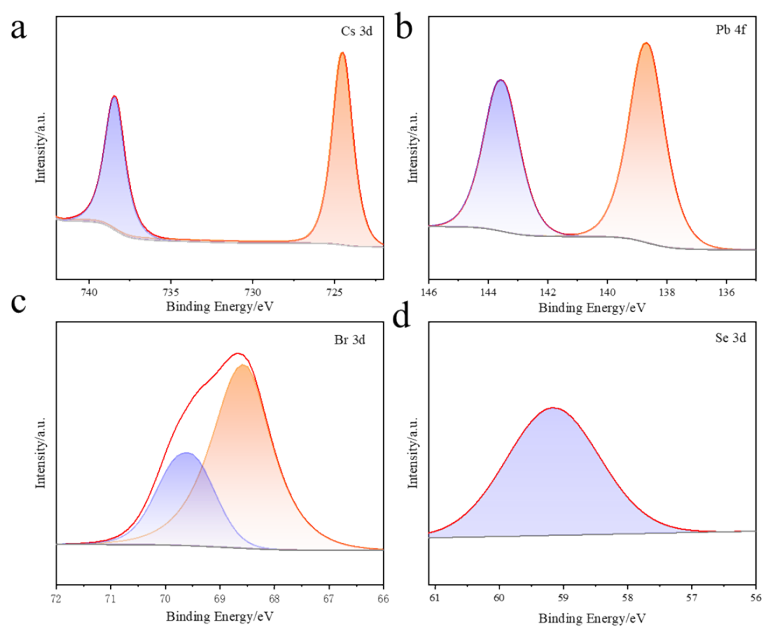 a
Cs 3d
Intensity/a.u.
740 735 730 725
Binding Energy/eV
b
Pb 4f
Intensity/a.u.
146 144 142 140 138 136
Binding Energy/eV
c
Br 3d
Intensity/a.u.
72 71 70 69 68 67 66
Binding Energy/eV
d
Se 3d
Intensity/a.u.
61 60 59 58 57 56
Binding Energy/eV